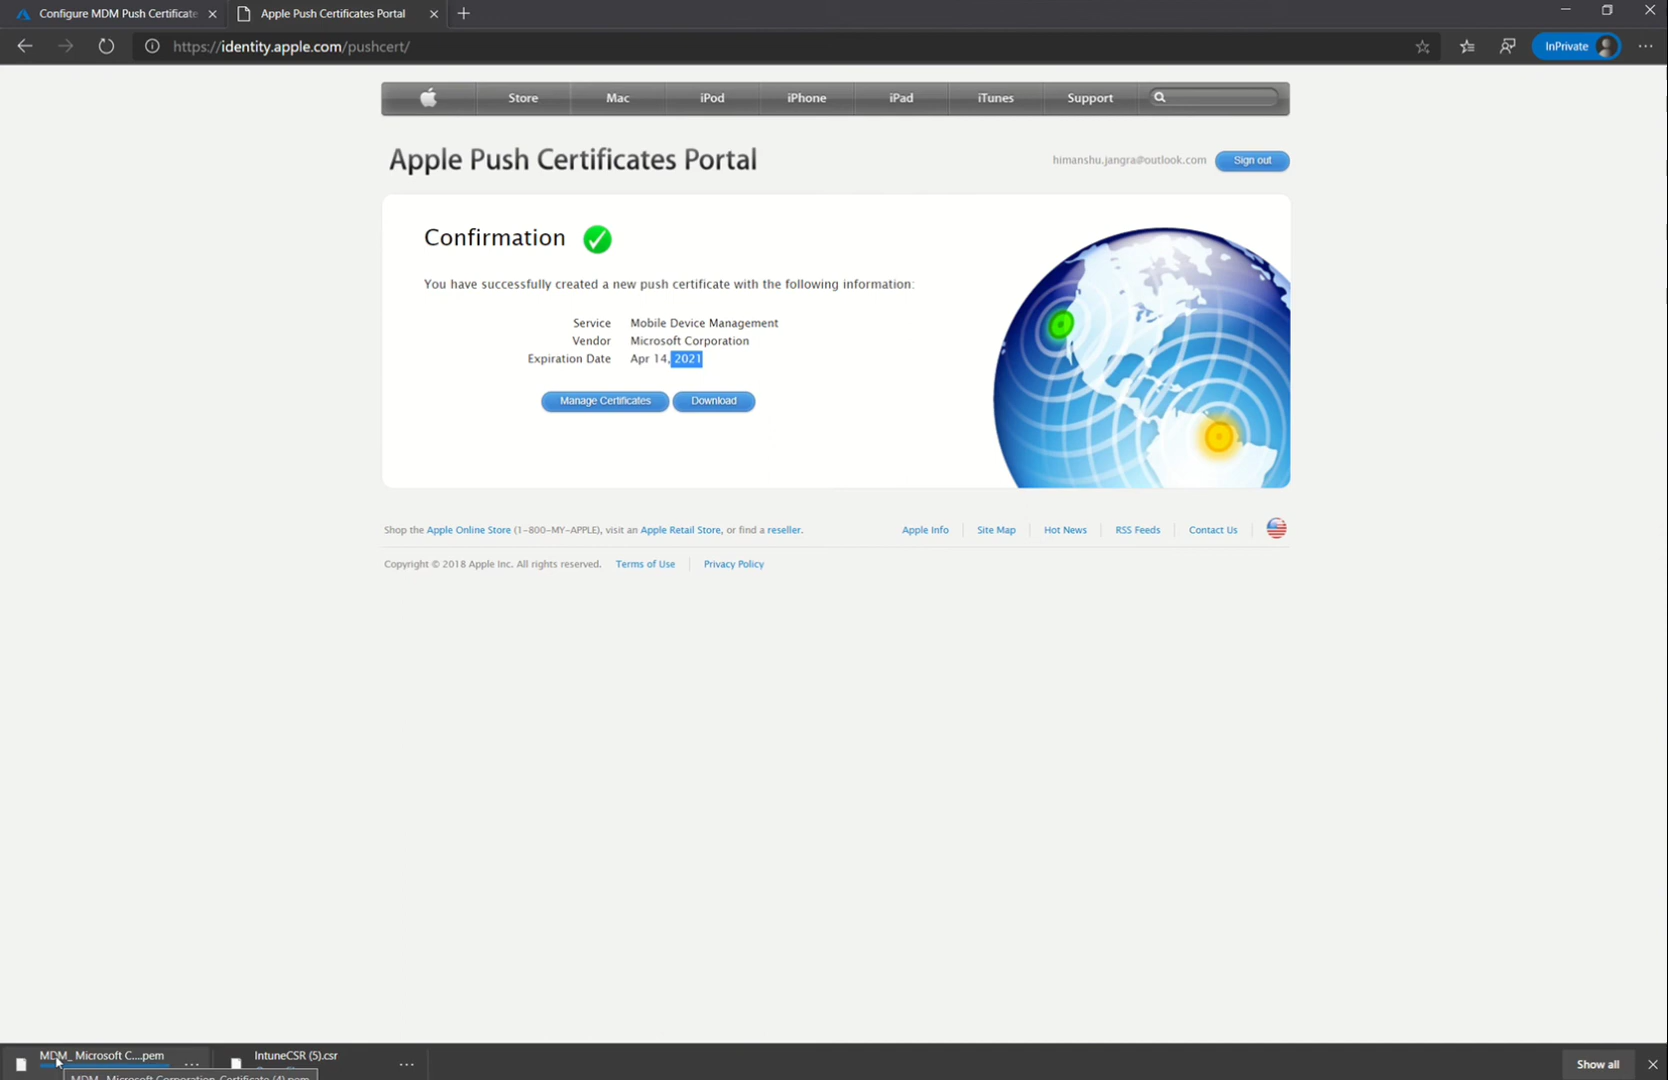 Configure MDM Push Certificate
Apple Push Certificates Portal
https://identity.apple.com/pushcert/
InPrivate
Store
Mac
iPod
iPhone
iPad
iTunes
Support
Apple Push Certificates Portal
himanshu.jangra@outlook.com
Sign out
Confirmation
You have successfully created a new push certificate with the following information:
Service Mobile Device Management
Vendor Microsoft Corporation
Expiration Date Apr 14, 2021
Manage Certificates
Download
Shop the Apple Online Store (1-800-MY-APPLE), visit an Apple Retail Store, or find a reseller.
Apple Info
Site Map
Hot News
RSS Feeds
Contact Us
Copyright © 2018 Apple Inc. All rights reserved.
Terms of Use
Privacy Policy
MDM_ Microsoft C....pem
IntuneCSR (5).csr
MDM_ Microsoft Corporation_Certificate (4).pem
Show all